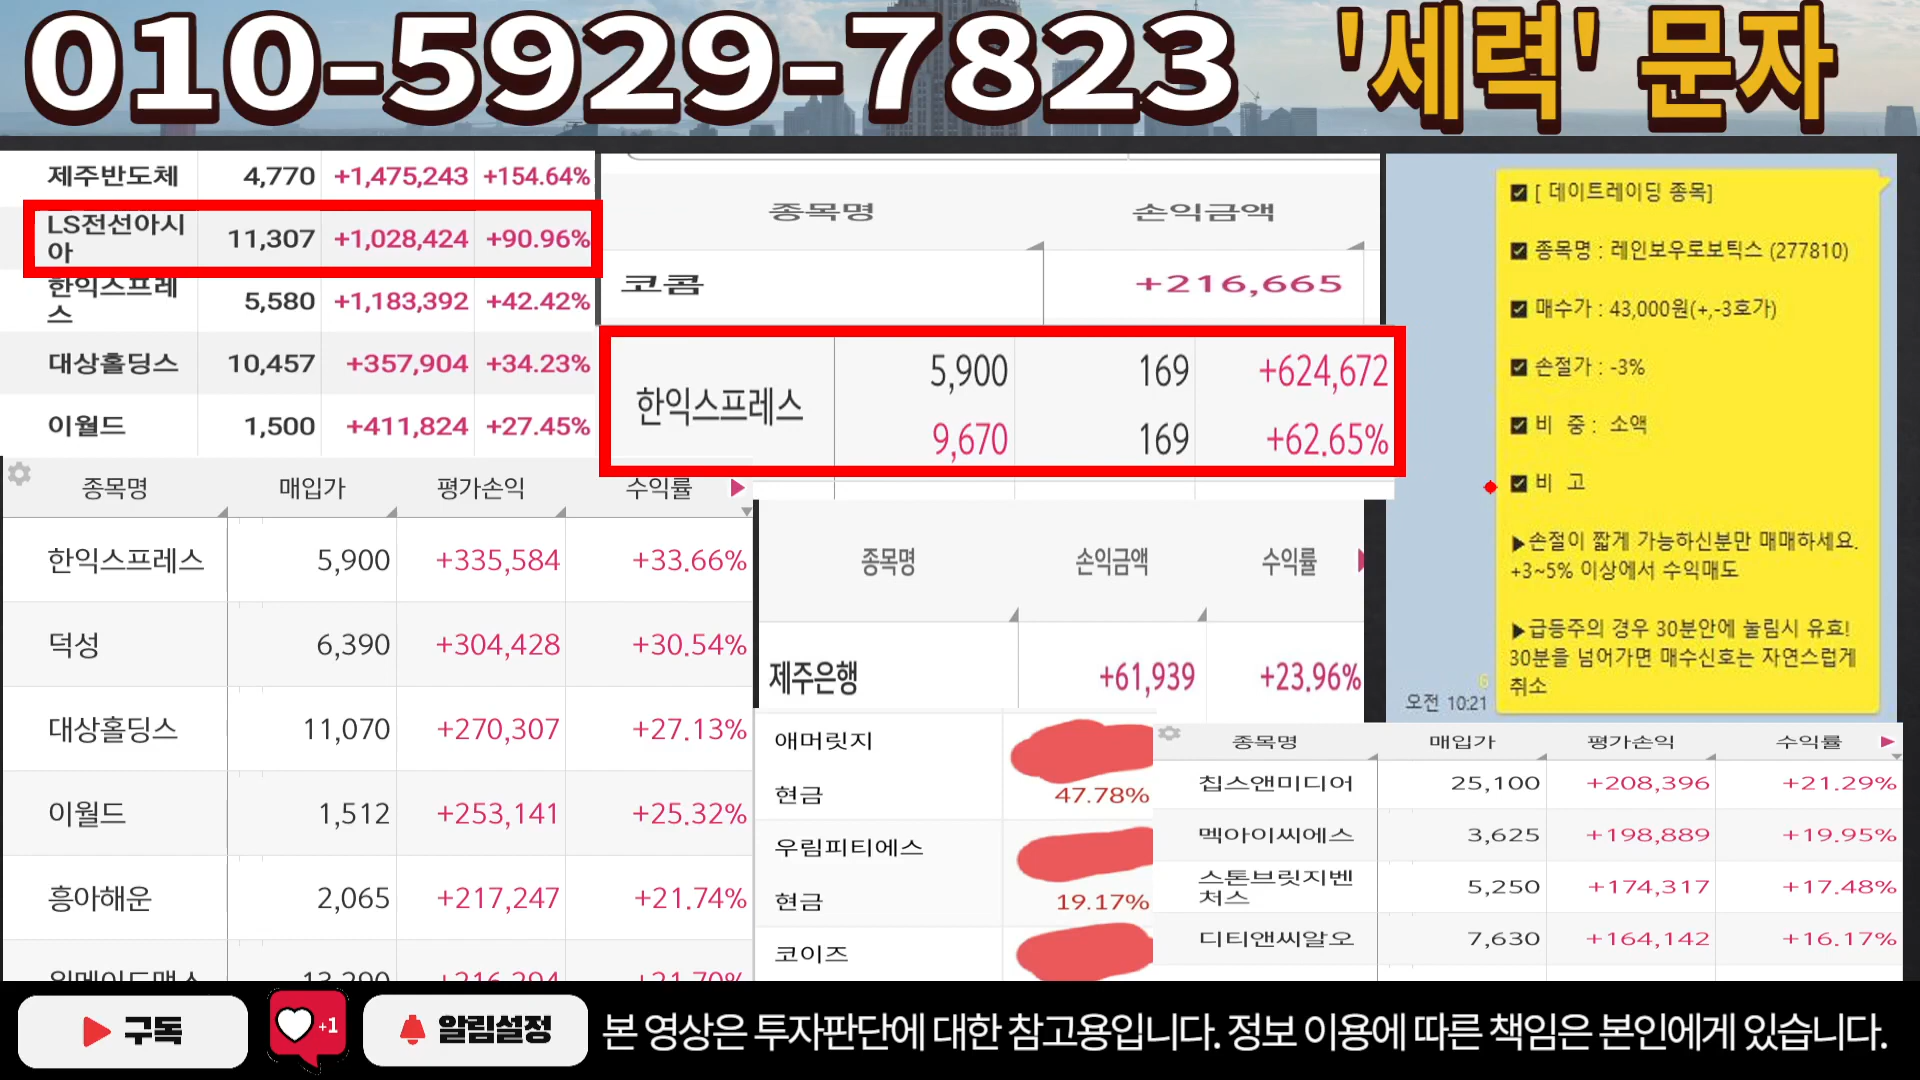 010-5929-7823 '세력' 문자
제주반도체 4,770 +1,475,243 +154.64%
LS전선아시아 11,307 +1,028,424 +90.96%
한익스프레스 5,580 +1,183,392 +42.42%
대상홀딩스 10,457 +357,904 +34.23%
이월드 1,500 +411,824 +27.45%
종목명 손익금액
코콤 +216,665
한익스프레스 5,900 169 +624,672
9,670 169 +62.65%
[ 데이트레이딩 종목]
종목명 : 레인보우로보틱스 (277810)
매수가 : 43,000원(+,-3호가)
손절가 : -3%
비 중 : 소액
비 고
▶손절이 짧게 가능하신분만 매매하세요.
+3~5% 이상에서 수익매도
▶급등주의 경우 30분안에 눌림시 유효!
30분을 넘어가면 매수신호는 자연스럽게
취소
6
오전 10:21
종목명 매입가 평가손익 수익률
한익스프레스 5,900 +335,584 +33.66%
덕성 6,390 +304,428 +30.54%
대상홀딩스 11,070 +270,307 +27.13%
이월드 1,512 +253,141 +25.32%
흥아해운 2,065 +217,247 +21.74%
종목명 손익금액 수익률
제주은행 +61,939 +23.96%
애머릿지
현금 47.78%
우림피티에스
현금 19.17%
코이즈
종목명 매입가 평가손익 수익률
칩스앤미디어 25,100 +208,396 +21.29%
멕아이씨에스 3,625 +198,889 +19.95%
스톤브릿지벤처스 5,250 +174,317 +17.48%
디티앤씨알오 7,630 +164,142 +16.17%
구독 +1 알림설정 본 영상은 투자판단에 대한 참고용입니다. 정보 이용에 따른 책임은 본인에게 있습니다.